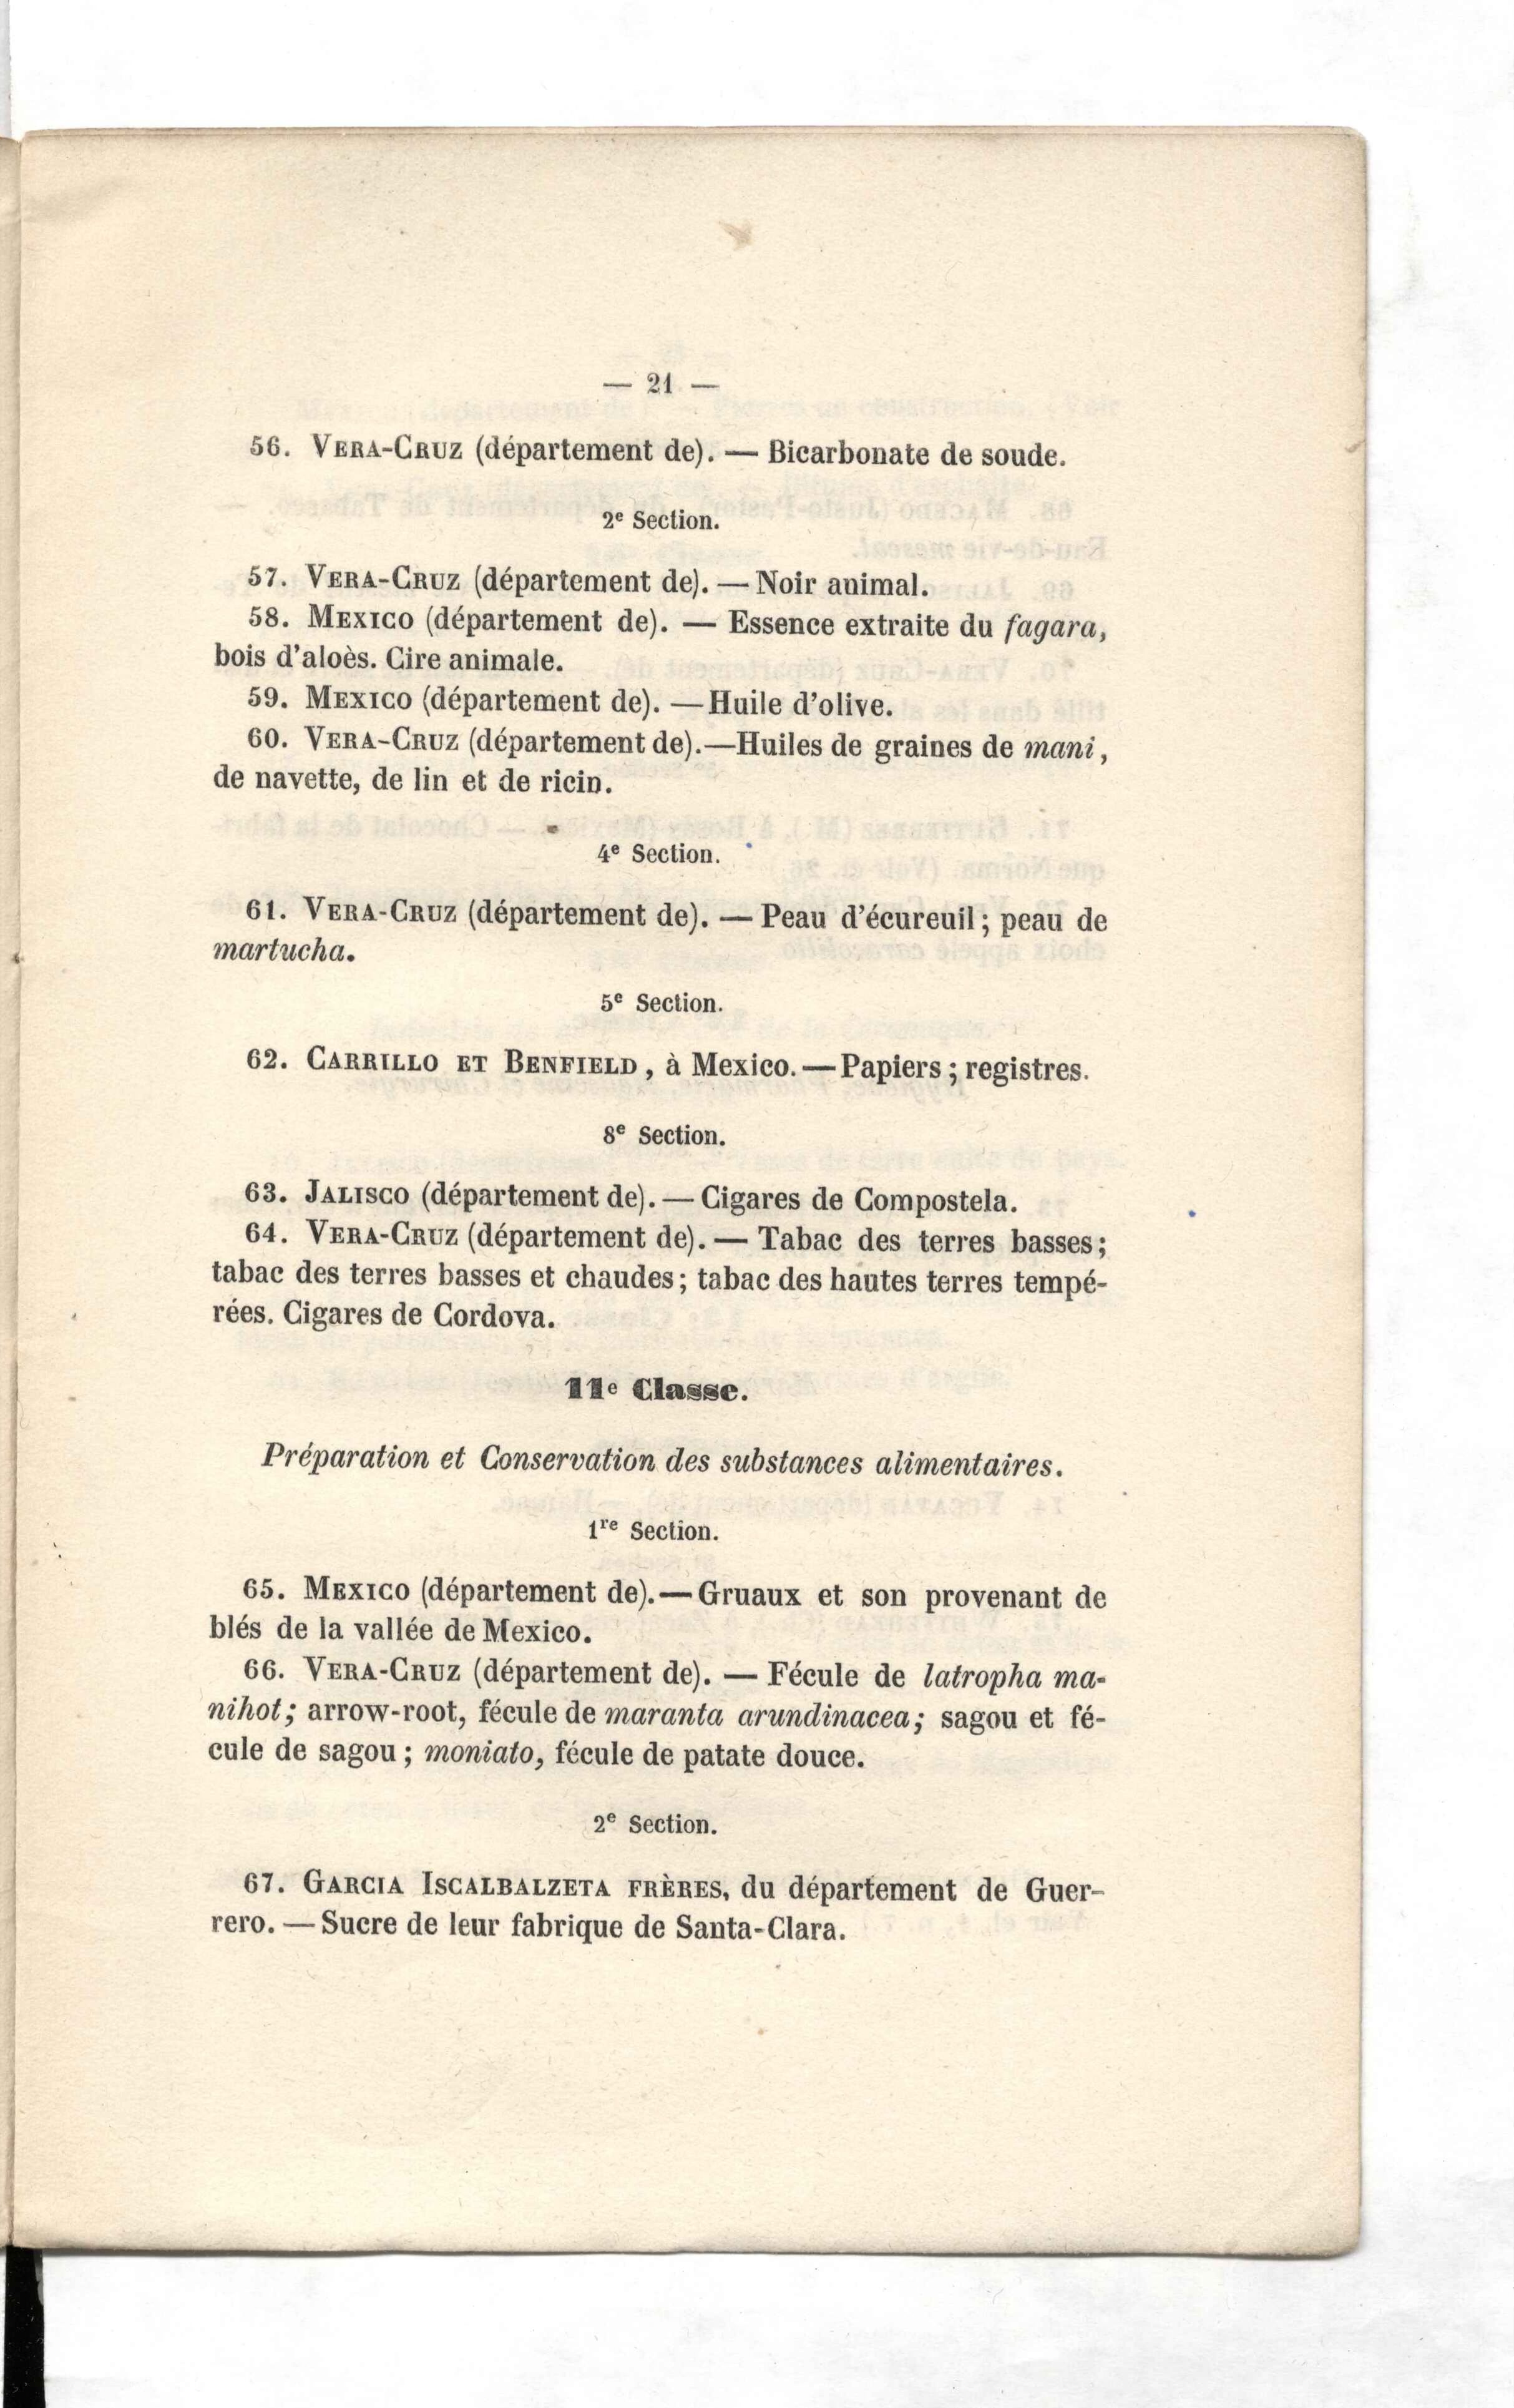 — 21 —
56. VERA-CRUZ (département de). — Bicarbonate de soude.
2e Section.
57. VERA-CRUZ (département de). — Noir animal.
58. MEXICO (département de). — Essence extraite du fagara,
bois d'aloès. Cire animale.
59. MEXICO (département de). — Huile d'olive.
60. VERA-CRUZ (département de). — Huiles de graines de mani,
de navette, de lin et de ricin.
4e Section.
61. VERA-CRUZ (département de). — Peau d'écureuil ; peau de
martucha.
5e Section.
62. CARRILLO ET BENFIELD, à Mexico. — Papiers ; registres.
8e Section.
63. JALISCO (département de). — Cigares de Compostela.
64. VERA-CRUZ (département de). — Tabac des terres basses ;
tabac des terres basses et chaudes ; tabac des hautes terres tempé-
rées. Cigares de Cordova.
11e Classe.
Préparation et Conservation des substances alimentaires.
1re Section.
65. MEXICO (département de). — Gruaux et son provenant de
blés de la vallée de Mexico.
66. VERA-CRUZ (département de). — Fécule de latropha ma-
nihot ; arrow-root, fécule de maranta arundinacea ; sagou et fé-
cule de sagou ; moniato, fécule de patate douce.
2e Section.
67. GARCIA ISCALBALZETA FRÈRES, du département de Guer-
rero. — Sucre de leur fabrique de Santa-Clara.